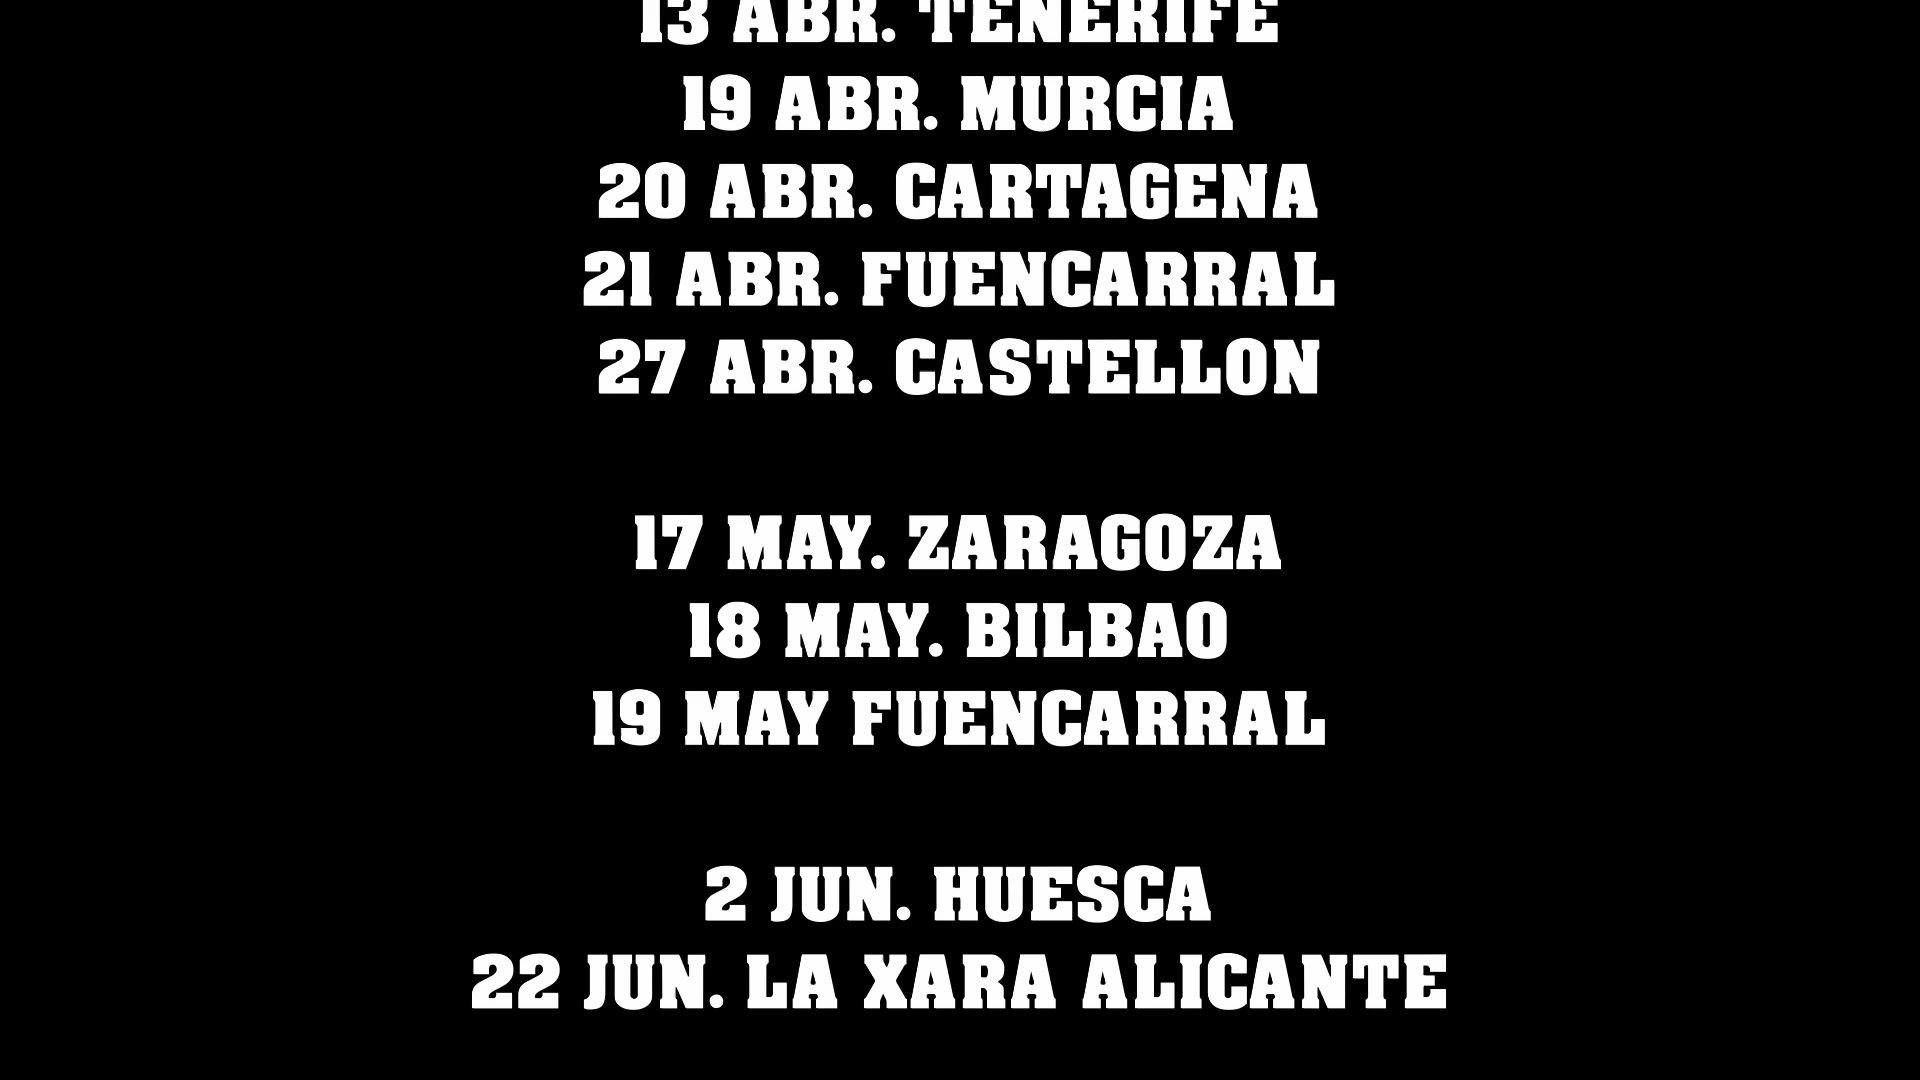 13 ABR. TENERIFE
19 ABR. MURCIA
20 ABR. CARTAGENA
21 ABR. FUENCARRAL
27 ABR. CASTELLON
17 MAY. ZARAGOZA
18 MAY. BILBAO
19 MAY FUENCARRAL
2 JUN. HUESCA
22 JUN. LA XARA ALICANTE